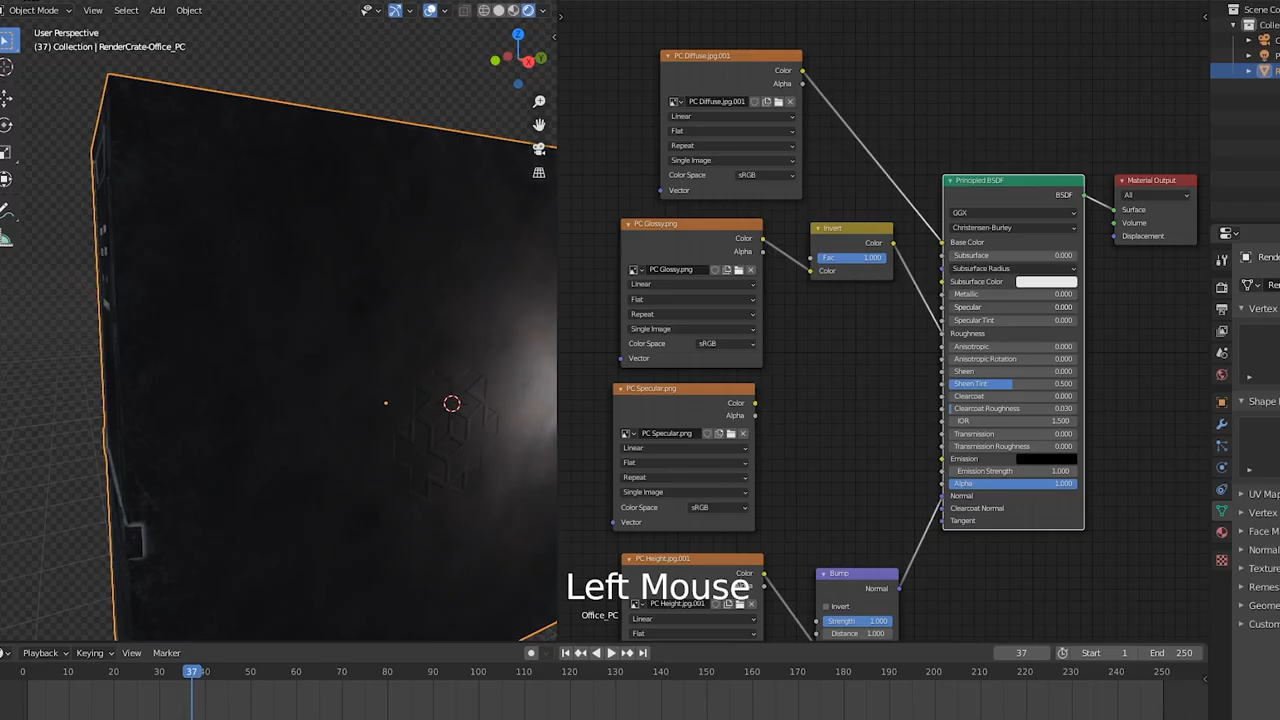 Object Mode
View
Select
Add
Object
User Perspective
(37) Collection | RenderCrate-Office_PC
Z
X
Y
PC Diffuse.jpg.001
Color
Alpha
PC Diffuse.jpg.001
Linear
Flat
Repeat
Single Image
Color Space
sRGB
Vector
PC Glossy.png
Color
Alpha
PC Glossy.png
Linear
Flat
Repeat
Single Image
Color Space
sRGB
Vector
Invert
Color
Fac
1.000
Color
PC Specular.png
Color
Alpha
PC Specular.png
Linear
Flat
Repeat
Single Image
Color Space
sRGB
Vector
PC Height.jpg.001
Color
PC Height.jpg.001
Linear
Flat
Left Mouse
Office_PC
Bump
Normal
Invert
Strength
1.000
Distance
1.000
Principled BSDF
BSDF
GGX
Christensen-Burley
Base Color
Subsurface
0.000
Subsurface Radius
Subsurface Color
Metallic
0.000
Specular
0.000
Specular Tint
0.000
Roughness
Anisotropic
0.000
Anisotropic Rotation
0.000
Sheen
0.000
Sheen Tint
0.500
Clearcoat
0.000
Clearcoat Roughness
0.030
IOR
1.500
Transmission
0.000
Transmission Roughness
0.000
Emission
Emission Strength
1.000
Alpha
1.000
Normal
Clearcoat Normal
Tangent
Material Output
All
Surface
Volume
Displacement
Scene Co
Collec
C
P
R
Rende
Re
Vertex
Shape
UV Ma
Vertex
Face M
Norma
Textur
Remes
Geome
Custon
Playback
Keying
View
Marker
37
Start
1
End
250
0
10
20
30
37
40
50
60
70
80
90
100
110
120
130
140
150
160
170
180
190
200
210
220
230
240
250